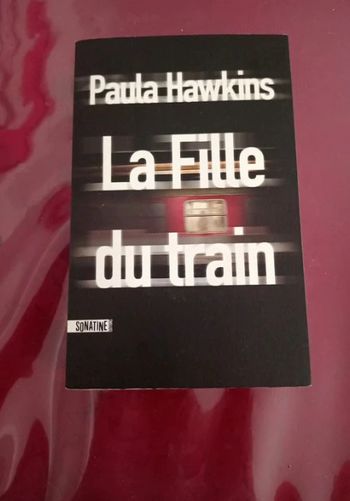 Paula Hawkins
La Fille
du train
SONATINE